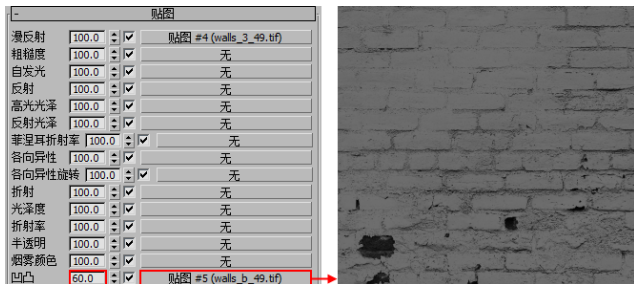 - 贴图
漫反射 100.0 贴图 #4 (walls_3_49.tif)
粗糙度 100.0 无
自发光 100.0 无
反射 100.0 无
高光光泽 100.0 无
反射光泽 100.0 无
菲涅耳折射率 100.0 无
各向异性 100.0 无
各向异性旋转 100.0 无
折射 100.0 无
光泽度 100.0 无
折射率 100.0 无
半透明 100.0 无
烟雾颜色 100.0 无
凹凸 60.0 贴图 #5 (walls_b_49.tif)